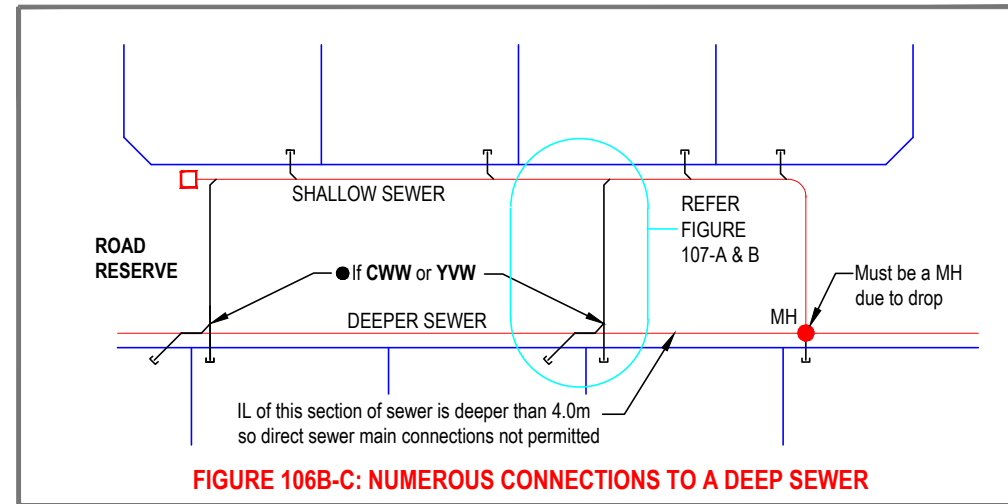 SHALLOW SEWER
REFER
FIGURE
107-A & B
ROAD
RESERVE
If CWW or YVW
Must be a MH
due to drop
MH
DEEPER SEWER
IL of this section of sewer is deeper than 4.0m
so direct sewer main connections not permitted
FIGURE 106B-C: NUMEROUS CONNECTIONS TO A DEEP SEWER